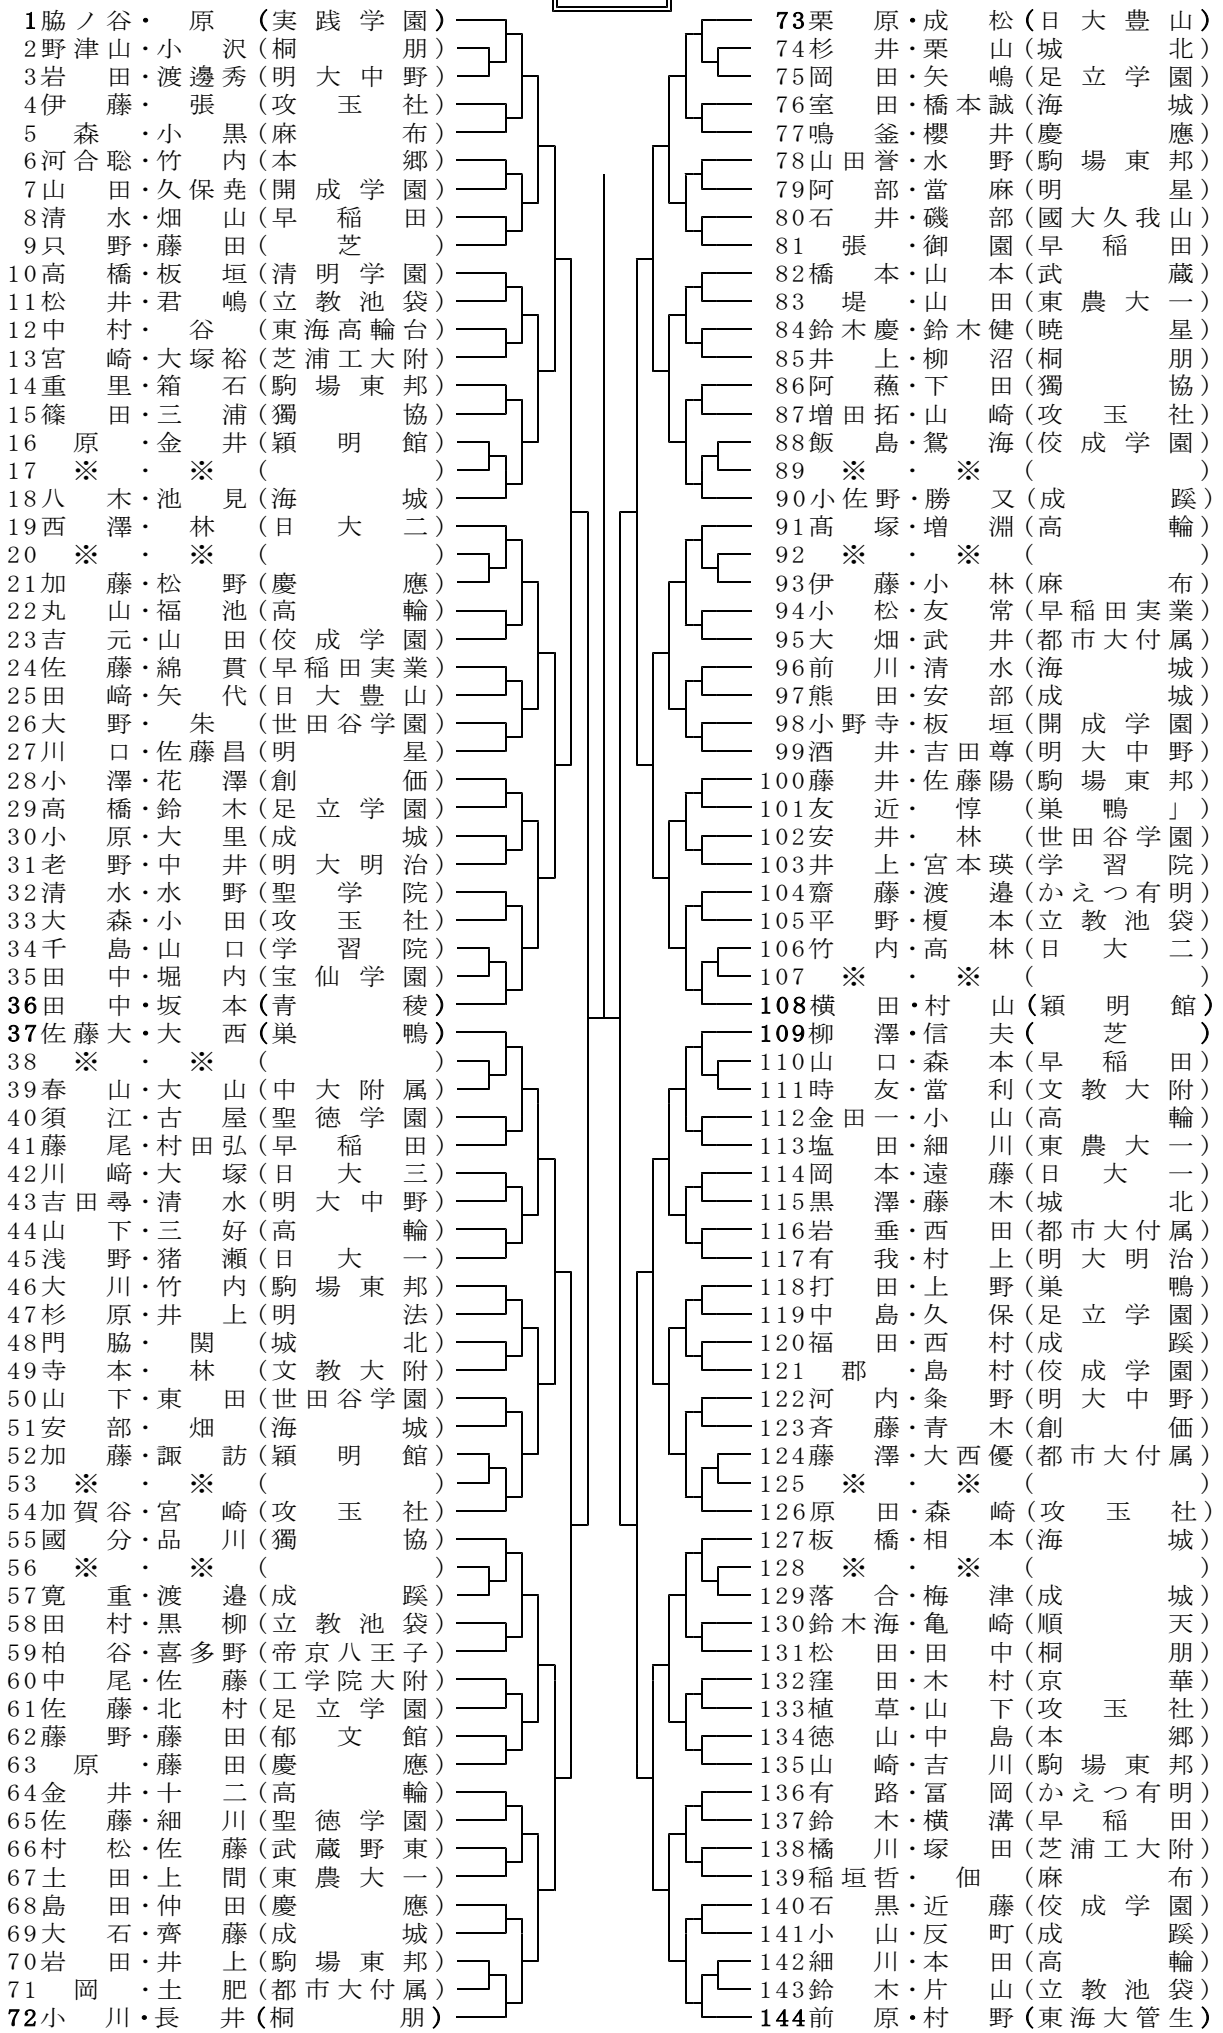 1脇ノ谷・原(実践学園)
2野津山・小沢(桐朋)
3岩田・渡邊秀(明大中野)
4伊藤・張(攻玉社)
5森・小黒(麻布)
6河合聡・竹内(本郷)
7山田・久保尭(開成学園)
8清水・畑山(早稲田)
9只野・藤田(芝)
10高橋・板垣(清明学園)
11松井・君嶋(立教池袋)
12中村・谷(東海高輪台)
13宮崎・大塚裕(芝浦工大附)
14重里・箱石(駒場東邦)
15篠田・三浦(獨協)
16原・金井(穎明館)
17※・※()
18八木・池見(海城)
19西澤・林(日大二)
20※・※()
21加藤・松野(慶應)
22丸山・福池(高輪)
23吉元・山田(佼成学園)
24佐藤・綿貫(早稲田実業)
25田﨑・矢代(日大豊山)
26大野・朱(世田谷学園)
27川口・佐藤昌(明星)
28小澤・花澤(創価)
29高橋・鈴木(足立学園)
30小原・大里(成城)
31老野・中井(明大明治)
32清水・水野(聖学院)
33大森・小田(攻玉社)
34千島・山口(学習院)
35田中・堀内(宝仙学園)
36田中・坂本(青稜)
37佐藤大・大西(巣鴨)
38※・※()
39春山・大山(中大附属)
40須江・古屋(聖徳学園)
41藤尾・村田弘(早稲田)
42川﨑・大塚(日大三)
43吉田尋・清水(明大中野)
44山下・三好(高輪)
45浅野・猪瀬(日大一)
46大川・竹内(駒場東邦)
47杉原・井上(明法)
48門脇・関(城北)
49寺本・林(文教大附)
50山下・東田(世田谷学園)
51安部・畑(海城)
52加藤・諏訪(穎明館)
53※・※()
54加賀谷・宮崎(攻玉社)
55國分・品川(獨協)
56※・※()
57寛重・渡邉(成蹊)
58田村・黒柳(立教池袋)
59柏谷・喜多野(帝京八王子)
60中尾・佐藤(工学院大附)
61佐藤・北村(足立学園)
62藤野・藤田(郁文館)
63原・藤田(慶應)
64金井・十二(高輪)
65佐藤・細川(聖徳学園)
66村松・佐藤(武蔵野東)
67土田・上間(東農大一)
68島田・仲田(慶應)
69大石・齊藤(成城)
70岩田・井上(駒場東邦)
71岡・土肥(都市大付属)
72小川・長井(桐朋)
73栗原・成松(日大豊山)
74杉井・栗山(城北)
75岡田・矢嶋(足立学園)
76室田・橋本誠(海城)
77鳴釜・櫻井(慶應)
78山田誉・水野(駒場東邦)
79阿部・當麻(明星)
80石井・磯部(國大久我山)
81張・御園(早稲田)
82橋本・山本(武蔵)
83堤・山田(東農大一)
84鈴木慶・鈴木健(暁星)
85井上・柳沼(桐朋)
86阿蘓・下田(獨協)
87増田拓・山崎(攻玉社)
88飯島・鴛海(佼成学園)
89※・※()
90小佐野・勝又(成蹊)
91髙塚・増淵(高輪)
92※・※()
93伊藤・小林(麻布)
94小松・友常(早稲田実業)
95大畑・武井(都市大付属)
96前川・清水(海城)
97熊田・安部(成城)
98小野寺・板垣(開成学園)
99酒井・吉田尊(明大中野)
100藤井・佐藤陽(駒場東邦)
101友近・惇(巣鴨」)
102安井・林(世田谷学園)
103井上・宮本瑛(学習院)
104齋藤・渡邉(かえつ有明)
105平野・榎本(立教池袋)
106竹内・高林(日大二)
107※・※()
108横田・村山(穎明館)
109柳澤・信夫(芝)
110山口・森本(早稲田)
111時友・當利(文教大附)
112金田一・小山(高輪)
113塩田・細川(東農大一)
114岡本・遠藤(日大一)
115黒澤・藤木(城北)
116岩垂・西田(都市大付属)
117有我・村上(明大明治)
118打田・上野(巣鴨)
119中島・久保(足立学園)
120福田・西村(成蹊)
121郡・島村(佼成学園)
122河内・粂野(明大中野)
123斉藤・青木(創価)
124藤澤・大西優(都市大付属)
125※・※()
126原田・森崎(攻玉社)
127板橋・相本(海城)
128※・※()
129落合・梅津(成城)
130鈴木海・亀崎(順天)
131松田・田中(桐朋)
132窪田・木村(京華)
133植草・山下(攻玉社)
134徳山・中島(本郷)
135山崎・吉川(駒場東邦)
136有路・冨岡(かえつ有明)
137鈴木・横溝(早稲田)
138橘川・塚田(芝浦工大附)
139稲垣哲・佃(麻布)
140石黒・近藤(佼成学園)
141小山・反町(成蹊)
142細川・本田(高輪)
143鈴木・片山(立教池袋)
144前原・村野(東海大管生)